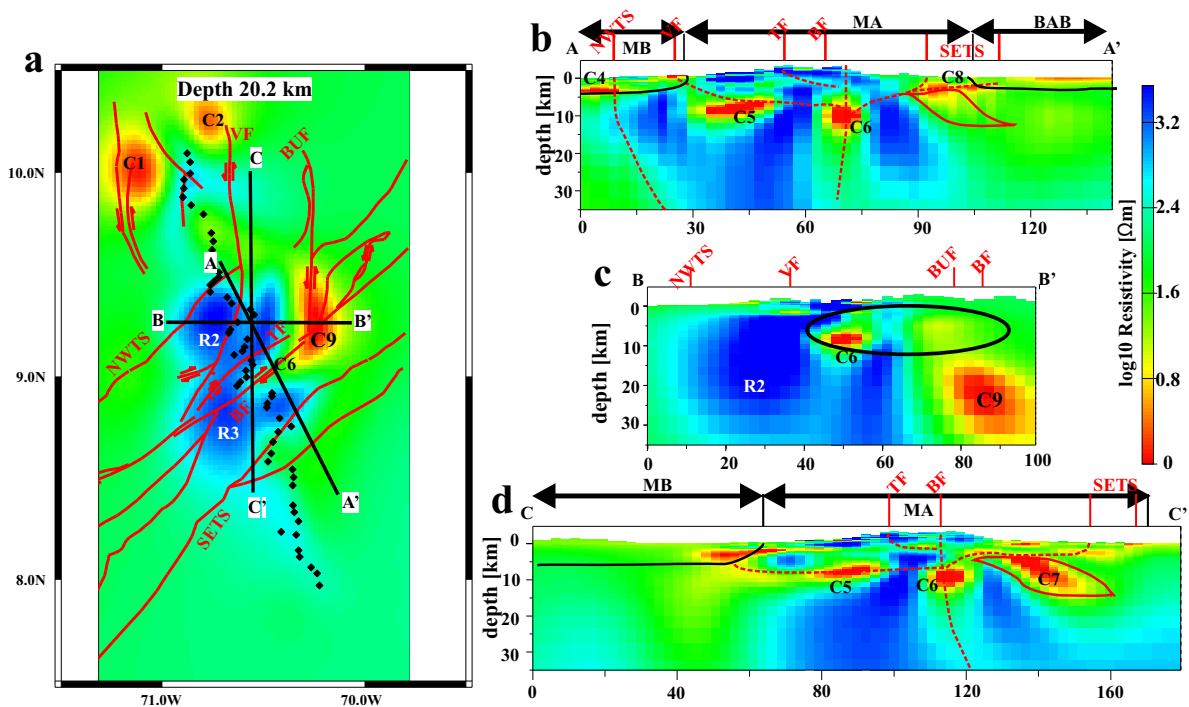 a
Depth 20.2 km
C2
VF
BUF
C
C1
10.0N
A
B
B'
R2
TF
C9
NWTS
C6
9.0N
BF
R3
C'
A'
SETS
8.0N
71.0W
70.0W
b
NWTS
VF
TF
BF
MA
BAB
A
MB
SETS
A'
C4
C8
C5
C6
depth [km]
0
10
20
30
0
30
60
90
120
c
B
NWTS
VF
BUF
BF
B'
C6
R2
C9
depth [km]
0
10
20
30
0
20
40
60
80
100
d
MB
TF
BF
MA
SETS
C
C'
C5
C6
C7
depth [km]
0
10
20
30
0
40
80
120
160
log10 Resistivity [Ωm]
3.2
2.4
1.6
0.8
0